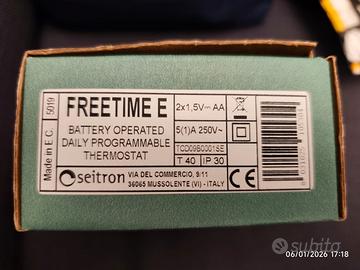 Made in E.C.
5019
FREETIME E
BATTERY OPERATED
DAILY PROGRAMMABLE
THERMOSTAT
2x1,5V AA
5(1)A 250V~
TCD09B0001SE
T 40 IP 30
seitron
VIA DEL COMMERCIO, 9/11
36065 MUSSOLENTE (VI) - ITALY
subito
06/01/2026 17:18